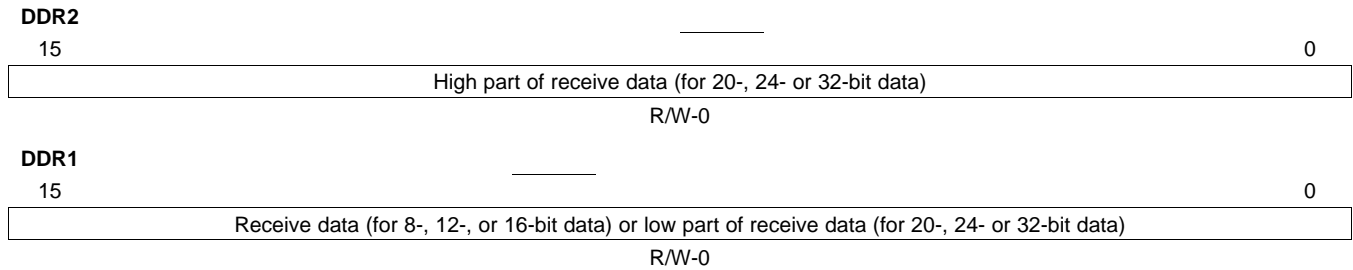 DDR2
15 0
High part of receive data (for 20-, 24- or 32-bit data)
R/W-0
DDR1
15 0
Receive data (for 8-, 12-, or 16-bit data) or low part of receive data (for 20-, 24- or 32-bit data)
R/W-0